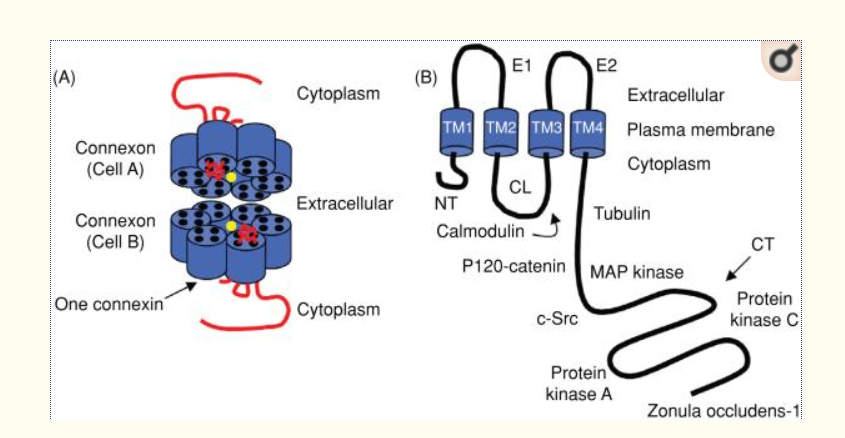 (A)
Cytoplasm
Connexon
(Cell A)
Extracellular
Connexon
(Cell B)
One connexin
Cytoplasm
(B)
E1
E2
Extracellular
TM1
TM2
TM3
TM4
Plasma membrane
Cytoplasm
CL
NT
Tubulin
Calmodulin
CT
P120-catenin
MAP kinase
Protein
kinase C
c-Src
Protein
kinase A
Zonula occludens-1